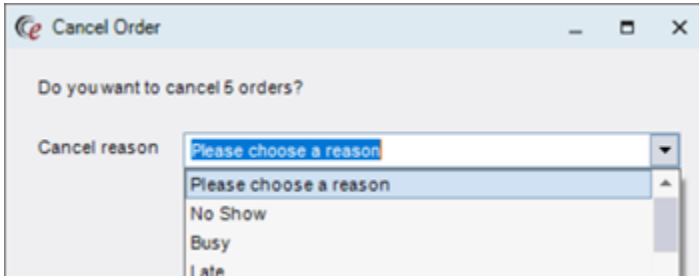 Cancel Order
Do you want to cancel 5 orders?
Cancel reason Please choose a reason
Please choose a reason
No Show
Busy
Late